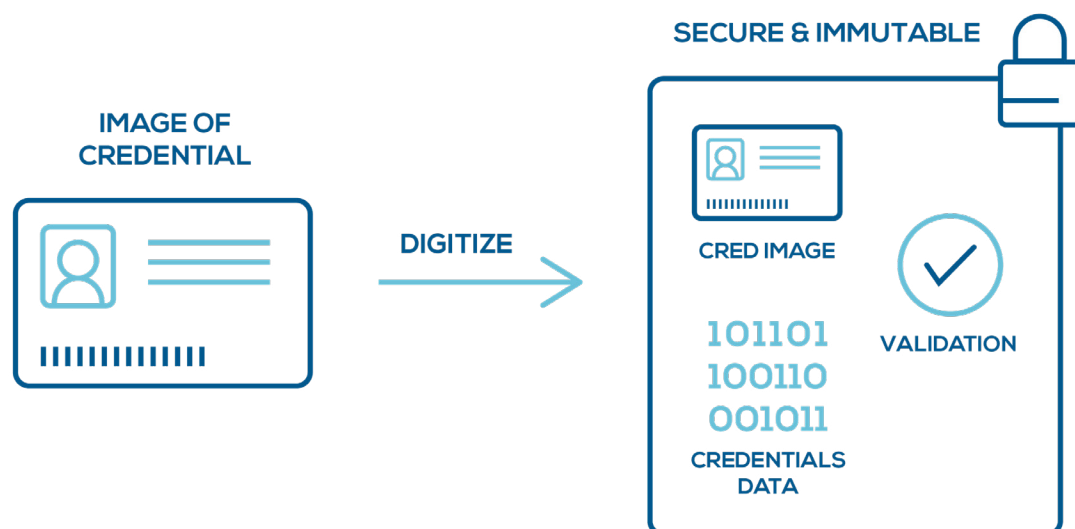 IMAGE OF
CREDENTIAL
DIGITIZE
SECURE & IMMUTABLE
CRED IMAGE
101101
100110
001011
CREDENTIALS
DATA
VALIDATION